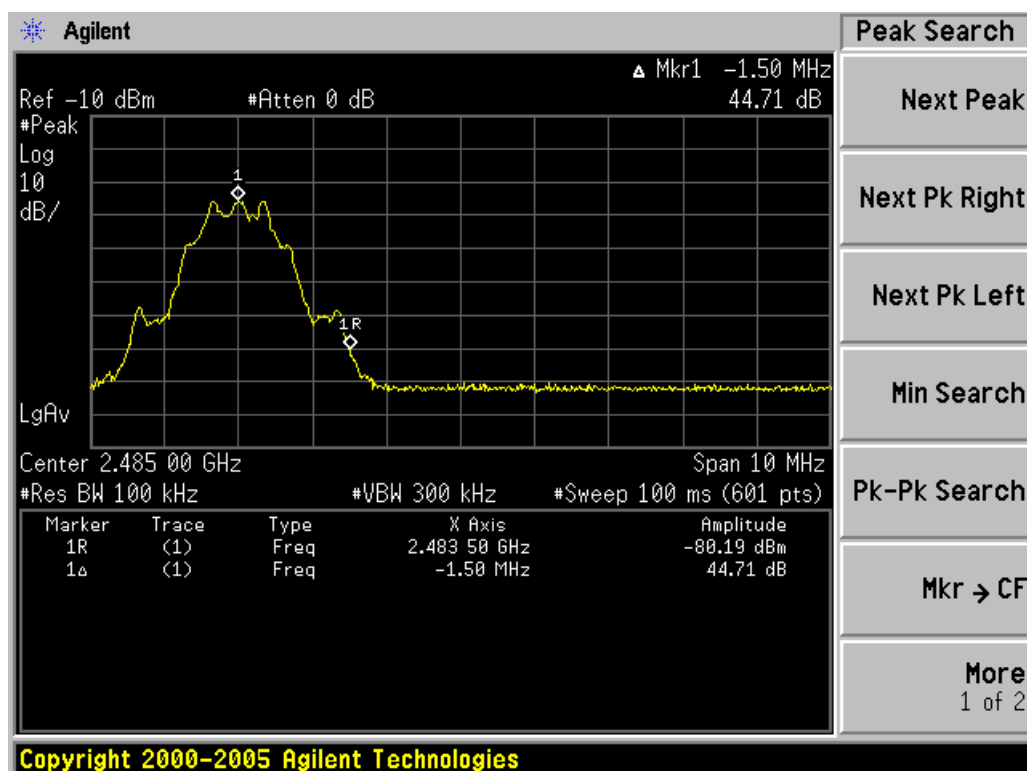 Agilent
Peak Search
Δ Mkr1 -1.50 MHz
Ref -10 dBm #Atten 0 dB 44.71 dB
#Peak
Log
10
dB/
1
1R
LgAv
Center 2.485 00 GHz Span 10 MHz
#Res BW 100 kHz #VBW 300 kHz #Sweep 100 ms (601 pts)
Marker Trace Type X Axis Amplitude
1R (1) Freq 2.483 50 GHz -80.19 dBm
1Δ (1) Freq -1.50 MHz 44.71 dB
Next Peak
Next Pk Right
Next Pk Left
Min Search
Pk-Pk Search
Mkr → CF
More
1 of 2
Copyright 2000-2005 Agilent Technologies